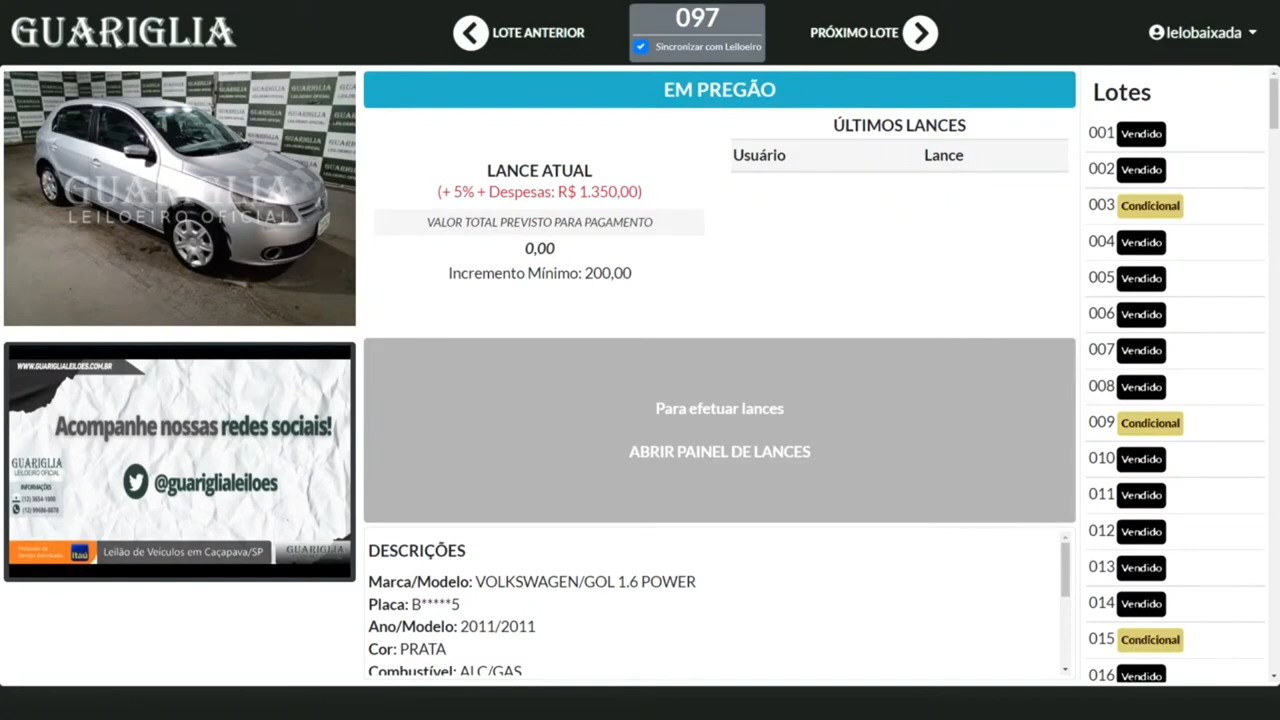 GUARIGLIA
LOTE ANTERIOR
097
Sincronizar com Leiloeiro
PRÓXIMO LOTE
lelobaixada
GUARIGLIA
LEILOEIRO OFICIAL
EM PREGÃO
LANCE ATUAL
(+ 5% + Despesas: R$ 1.350,00)
VALOR TOTAL PREVISTO PARA PAGAMENTO
0,00
Incremento Mínimo: 200,00
ÚLTIMOS LANCES
Usuário Lance
Para efetuar lances
ABRIR PAINEL DE LANCES
WWW.GUARIGLIALEILOES.COM.BR
Acompanhe nossas redes sociais!
@guariglialeiloes
GUARIGLIA
LEILOEIRO OFICIAL
INFORMAÇÕES
Itaú
Leilão de Veículos em Caçapava/SP
GUARIGLIA
DESCRIÇÕES
Marca/Modelo: VOLKSWAGEN/GOL 1.6 POWER
Placa: B*****5
Ano/Modelo: 2011/2011
Cor: PRATA
Combustível: ALC/GAS
Lotes
001 Vendido
002 Vendido
003 Condicional
004 Vendido
005 Vendido
006 Vendido
007 Vendido
008 Vendido
009 Condicional
010 Vendido
011 Vendido
012 Vendido
013 Vendido
014 Vendido
015 Condicional
016 Vendido